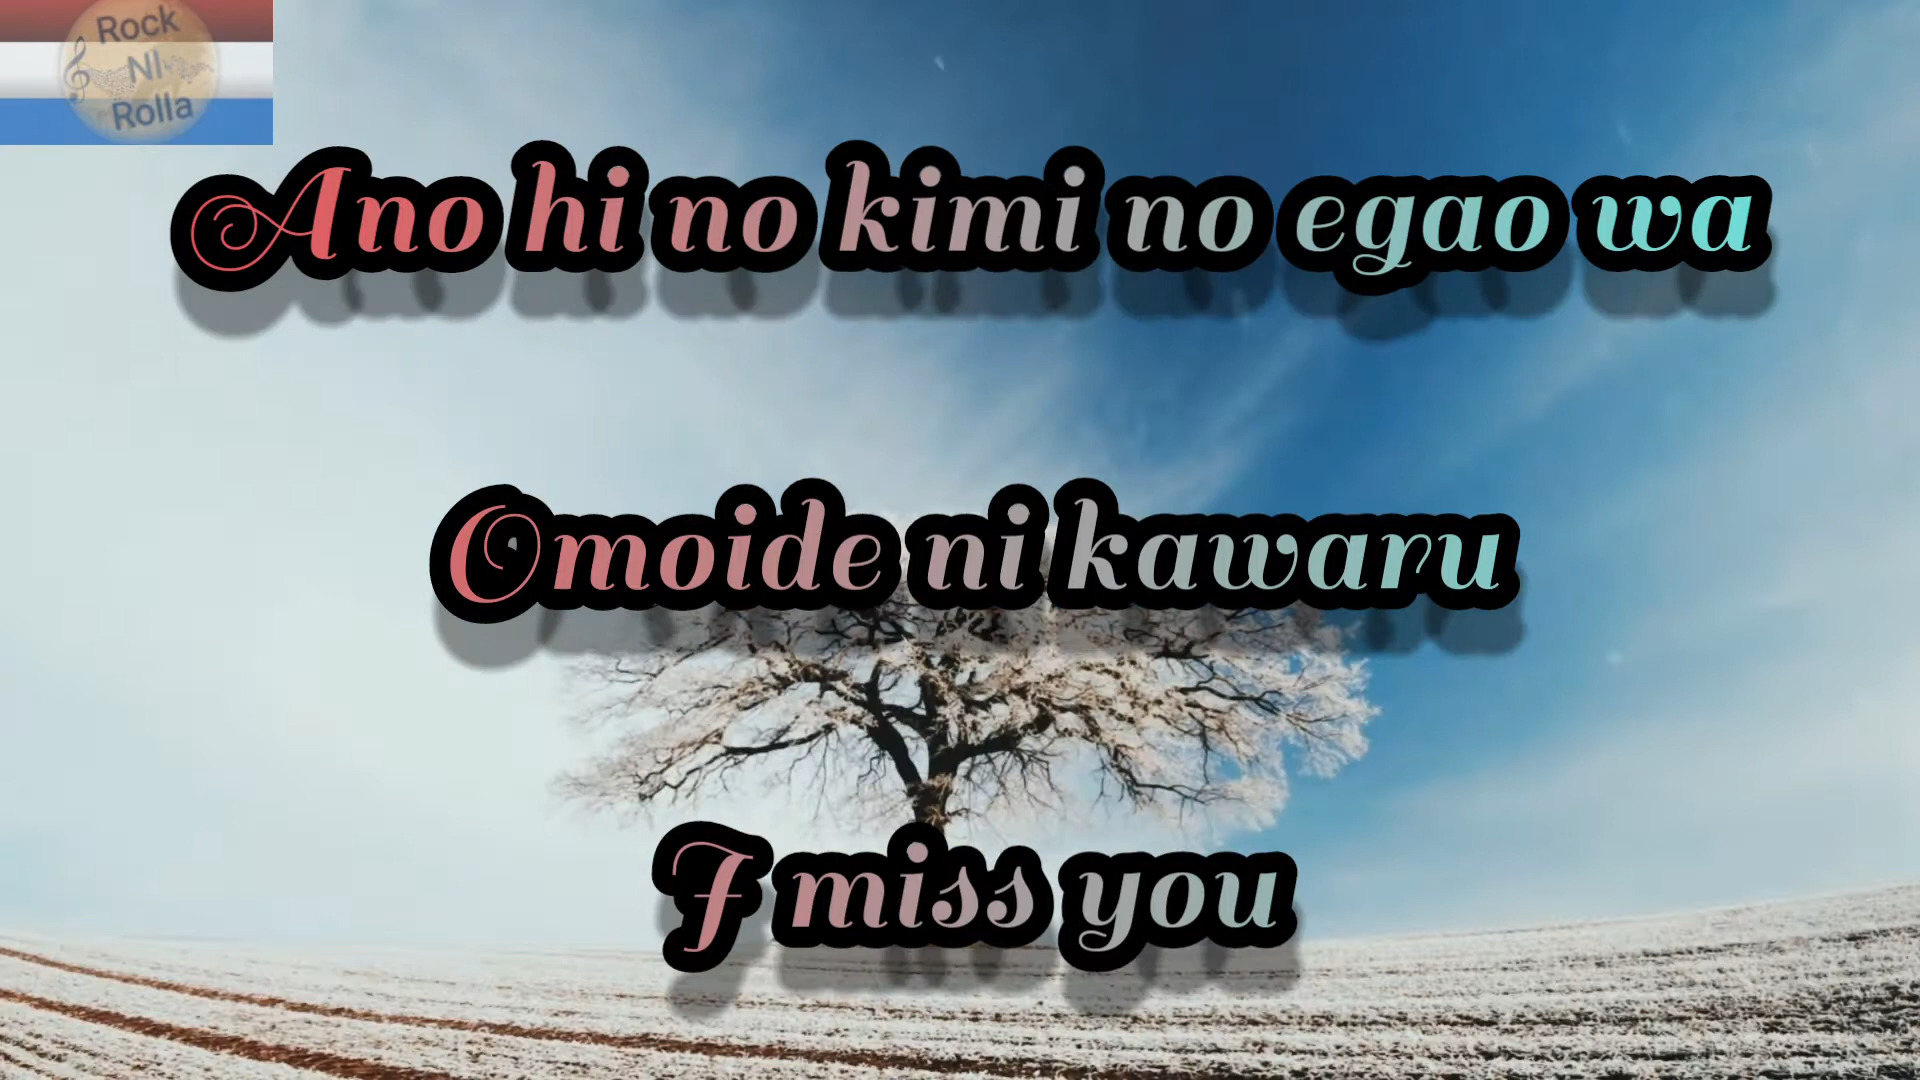 Rock
Nl
Rolla
Ano hi no kimi no egao wa
Omoide ni kawaru
I miss you